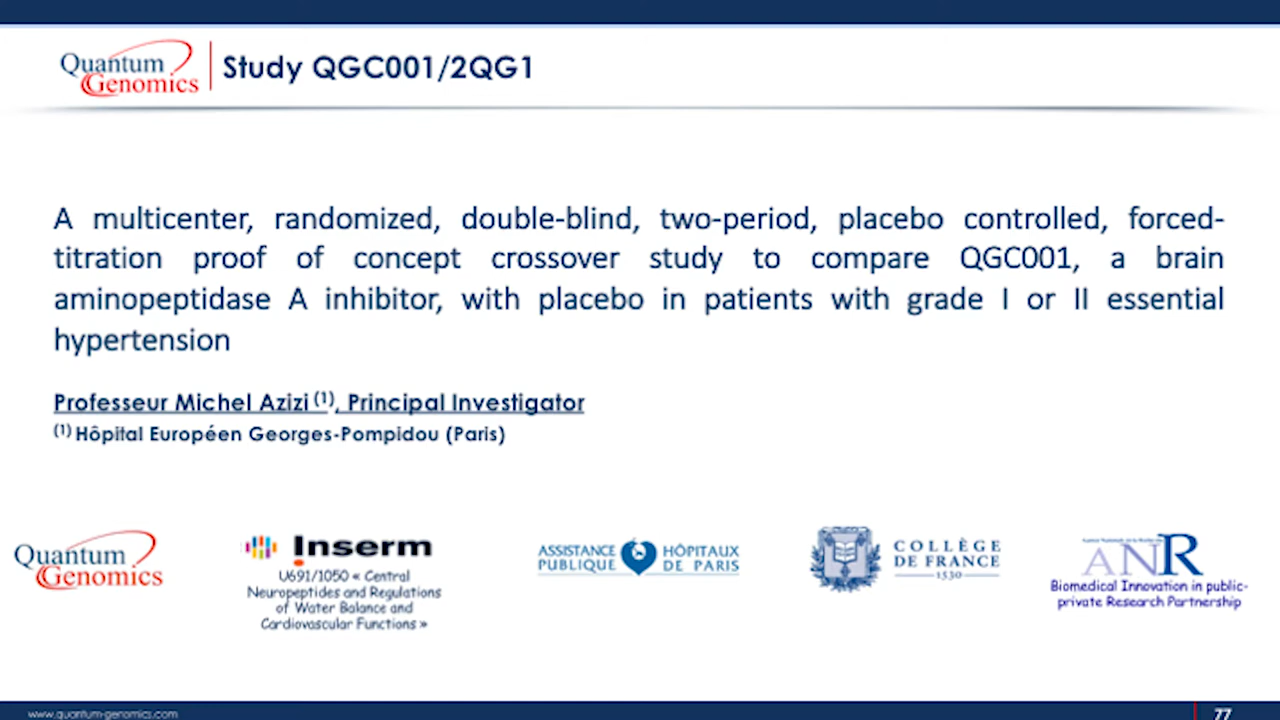 Quantum
Genomics
Study QGC001/2QG1
A multicenter, randomized, double-blind, two-period, placebo controlled, forced-
titration proof of concept crossover study to compare QGC001, a brain
aminopeptidase A inhibitor, with placebo in patients with grade I or II essential
hypertension
Professeur Michel Azizi (1), Principal Investigator
(1) Hôpital Européen Georges-Pompidou (Paris)
Quantum
Genomics
Inserm
U691/1050 « Central
Neuropeptides and Regulations
of Water Balance and
Cardiovascular Functions »
ASSISTANCE
PUBLIQUE
HÔPITAUX
DE PARIS
COLLÈGE
DE FRANCE
1530
ANR
Biomedical Innovation in public-
private Research Partnership
www.quantum-genomics.com
77